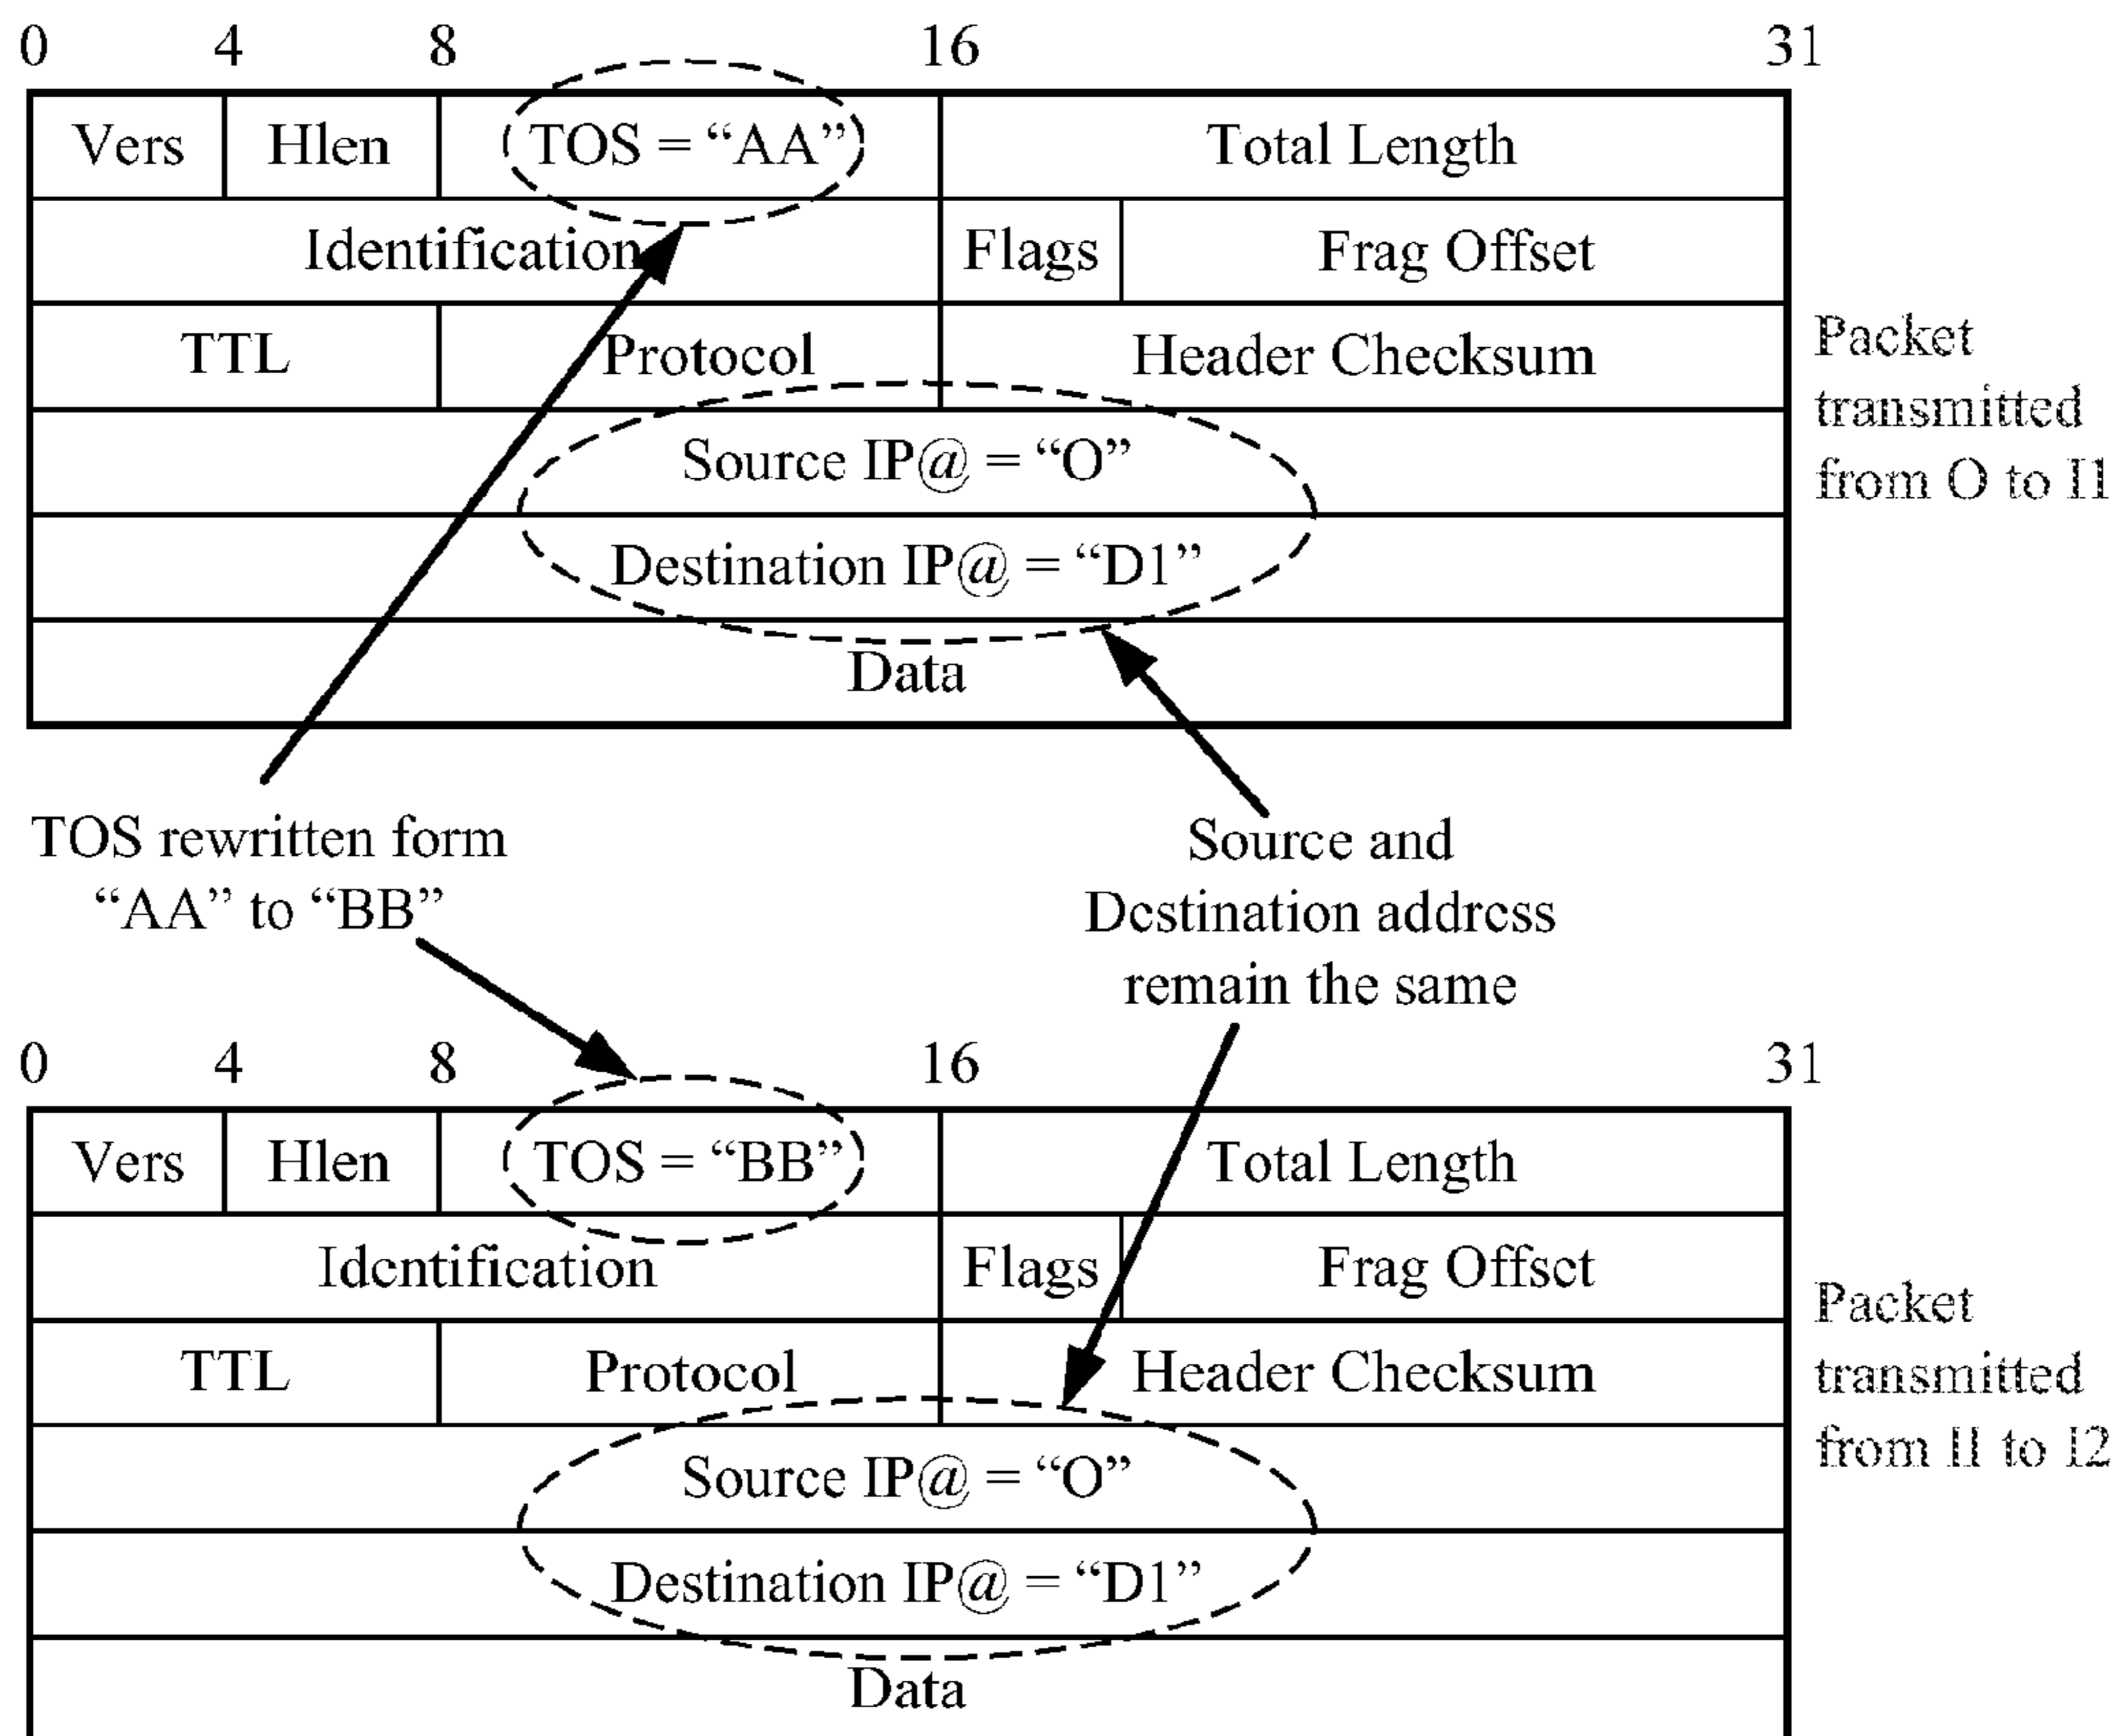 0 4 8 16 31
Vers Hlen TOS = “AA” Total Length
Identification Flags Frag Offset
TTL Protocol Header Checksum
Source IP@ = “O”
Destination IP@ = “D1”
Data
Packet
transmitted
from O to I1
TOS rewritten form
“AA” to “BB”
Source and
Destination address
remain the same
0 4 8 16 31
Vers Hlen TOS = “BB” Total Length
Identification Flags Frag Offset
TTL Protocol Header Checksum
Source IP@ = “O”
Destination IP@ = “D1”
Data
Packet
transmitted
from I1 to I2